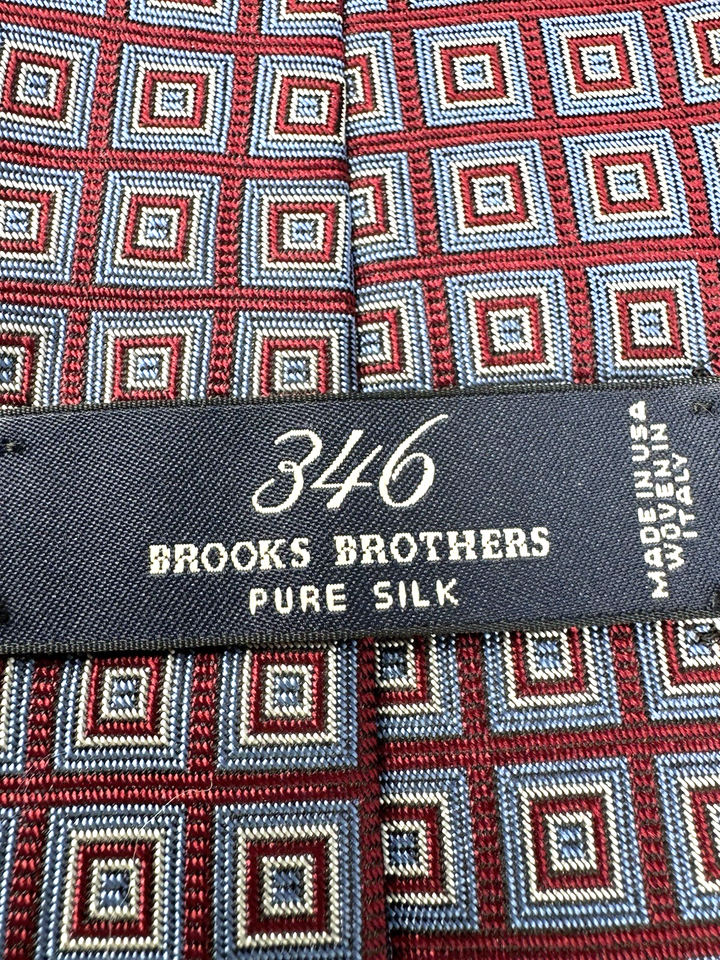 346
BROOKS BROTHERS
PURE SILK
MADE IN USA
WOVEN IN
ITALY